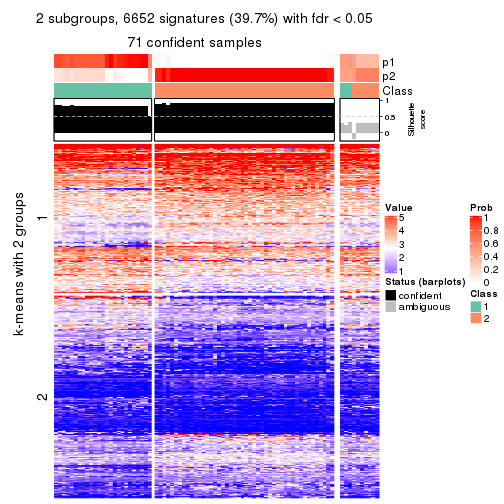 2 subgroups, 6652 signatures (39.7%) with fdr < 0.05
71 confident samples
p1
p2
Class
1
0.5
0
Silhouette
score
k-means with 2 groups
1
2
Value
5
4
3
2
1
Prob
1
0.8
0.6
0.4
0.2
0
Status (barplots)
confident
ambiguous
Class
1
2